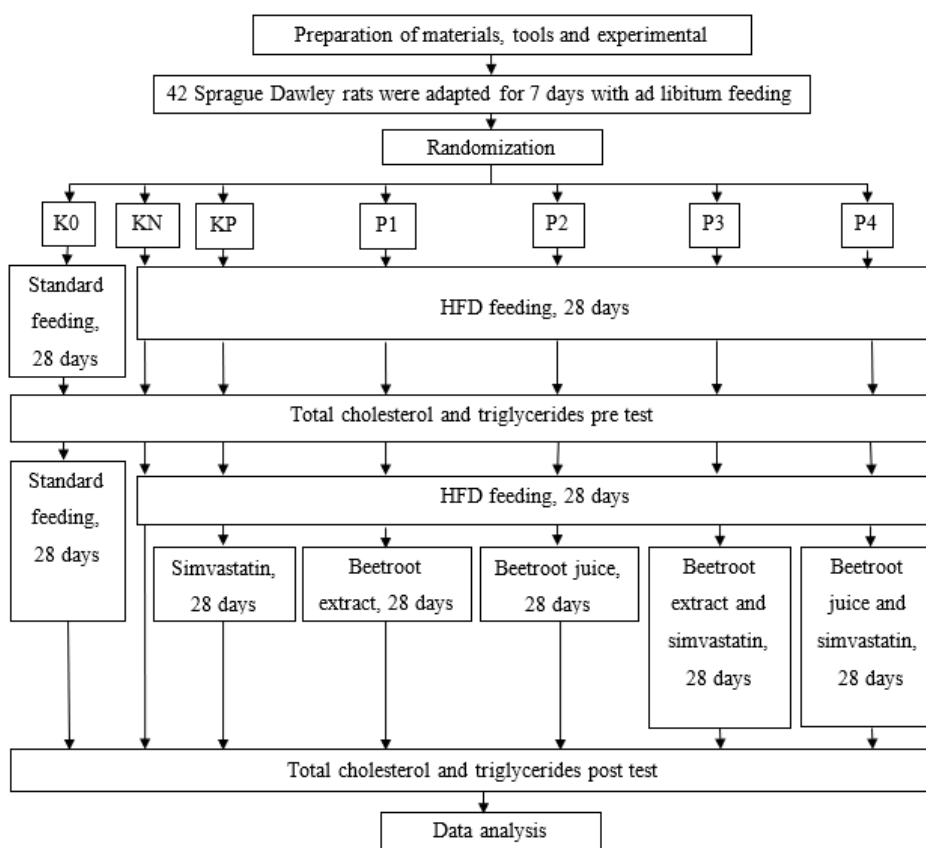 Preparation of materials, tools and experimental
42 Sprague Dawley rats were adapted for 7 days with ad libitum feeding
Randomization
K0
KN
KP
P1
P2
P3
P4
Standard
feeding,
28 days
HFD feeding, 28 days
Total cholesterol and triglycerides pre test
Standard
feeding,
28 days
HFD feeding, 28 days
Simvastatin,
28 days
Beetroot
extract, 28 days
Beetroot juice,
28 days
Beetroot
extract and
simvastatin,
28 days
Beetroot
juice and
simvastatin,
28 days
Total cholesterol and triglycerides post test
Data analysis